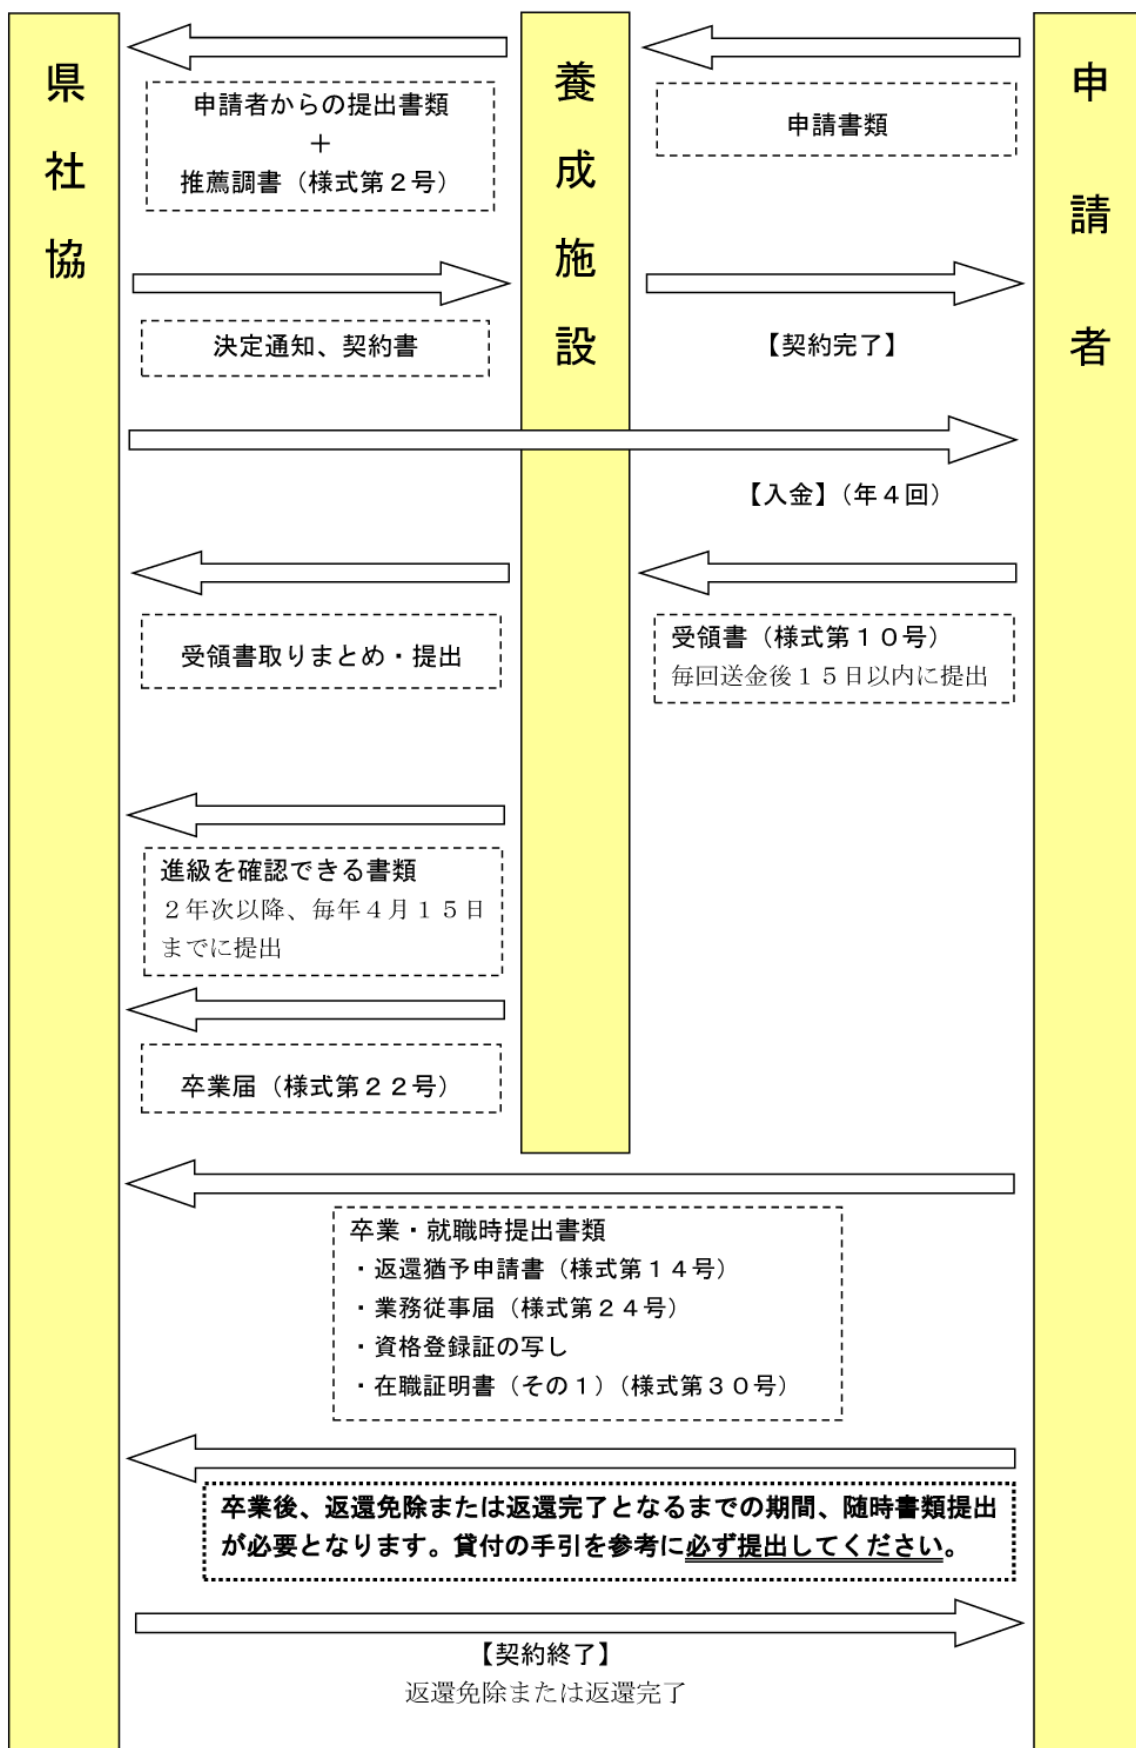 県社協
養成施設
申請者
申請者からの提出書類
+
推薦調書（様式第２号）
申請書類
決定通知、契約書
【契約完了】
【入金】（年４回）
受領書取りまとめ・提出
受領書（様式第１０号）
毎回送金後１５日以内に提出
進級を確認できる書類
２年次以降、毎年４月１５日
までに提出
卒業届（様式第２２号）
卒業・就職時提出書類
・返還猶予申請書（様式第１４号）
・業務従事届（様式第２４号）
・資格登録証の写し
・在職証明書（その１）（様式第３０号）
卒業後、返還免除または返還完了となるまでの期間、随時書類提出
が必要となります。貸付の手引を参考に必ず提出してください。
【契約終了】
返還免除または返還完了